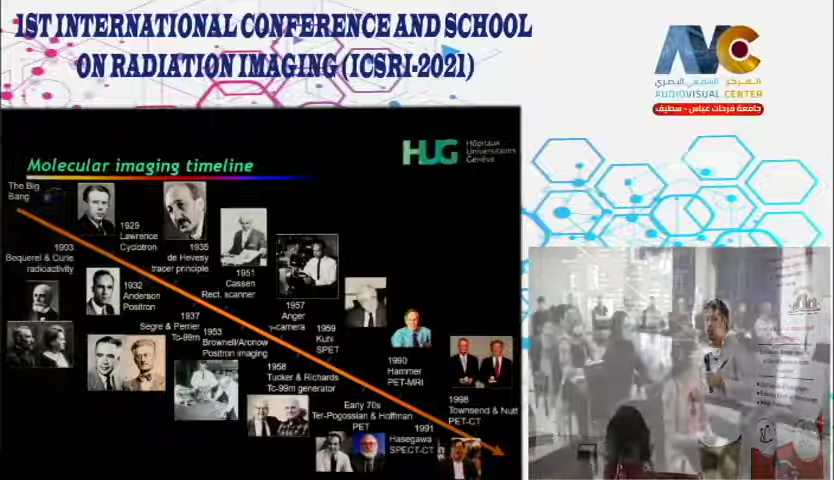 1ST INTERNATIONAL CONFERENCE AND SCHOOL
ON RADIATION IMAGING (ICSRI-2021)
AVC
المركز السمعي البصري
AUDIOVISUAL CENTER
جامعة فرحات عباس - سطيف
HUG
Hôpitaux
Universitaires
Genève
Molecular imaging timeline
The Big
Bang
1929
Lawrence
Cyclotron
1935
de Hevesy
tracer principle
1903
Bequerel & Curie
radioactivity
1951
Cassen
Rect. scanner
1932
Anderson
Positron
1957
Anger
γ-camera
1937
Segre & Perrier
Tc-99m
1953
Brownell/Aronow
Positron imaging
1959
Kuhl
SPET
1958
Tucker & Richards
Tc-99m generator
1990
Hammer
PET-MRI
1998
Townsend & Nutt
PET-CT
Early 70s
Ter-Pogossian & Hoffman
PET
1991
Hasegawa
SPECT-CT